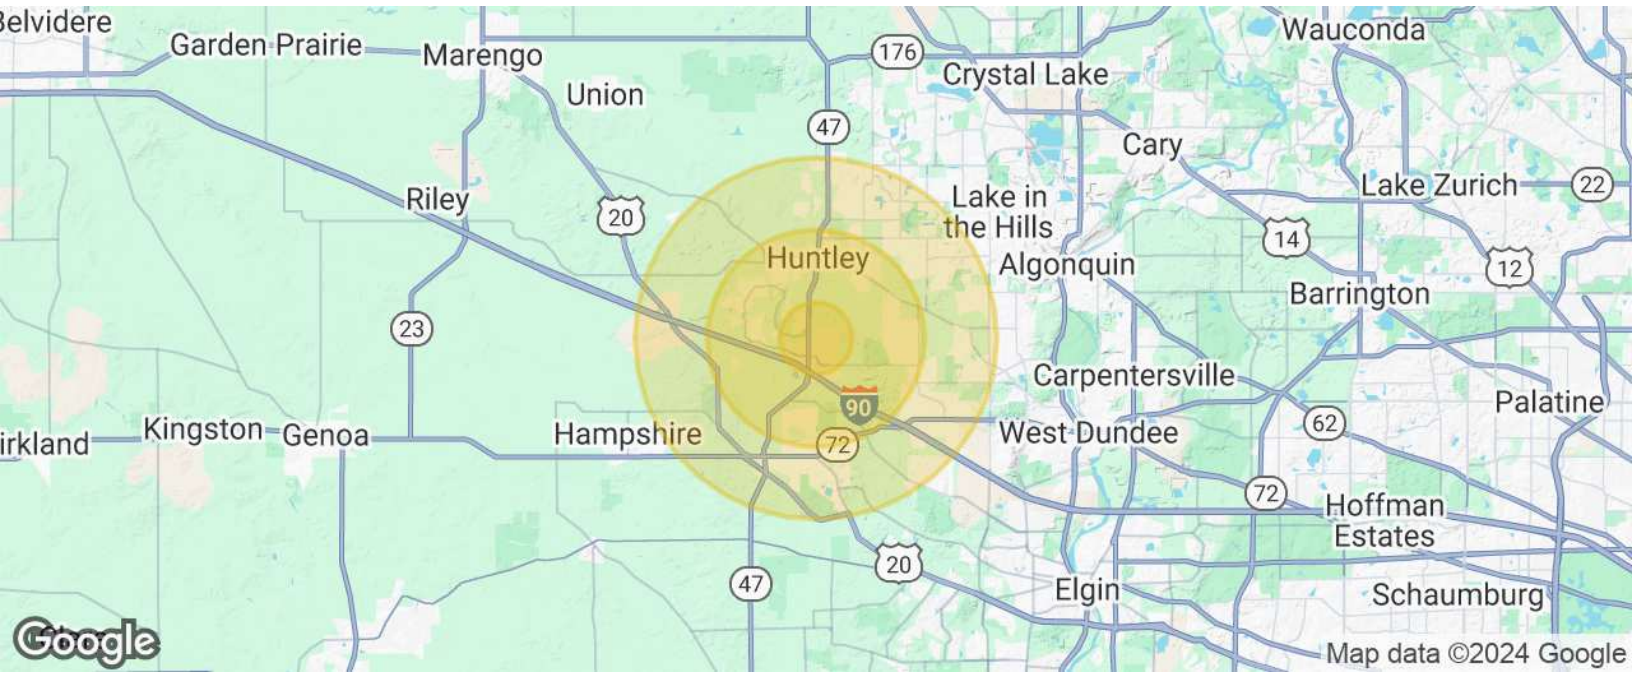 Belvidere
Garden Prairie
Marengo
Wauconda
176
Crystal Lake
Union
47
Cary
Riley
20
Lake in
the Hills
Lake Zurich
22
14
Huntley
Algonquin
12
Barrington
23
Carpentersville
90
Palatine
62
Kingston
Genoa
Hampshire
72
West Dundee
irkland
72
Hoffman
Estates
20
47
Elgin
Schaumburg
Google
Map data ©2024 Google